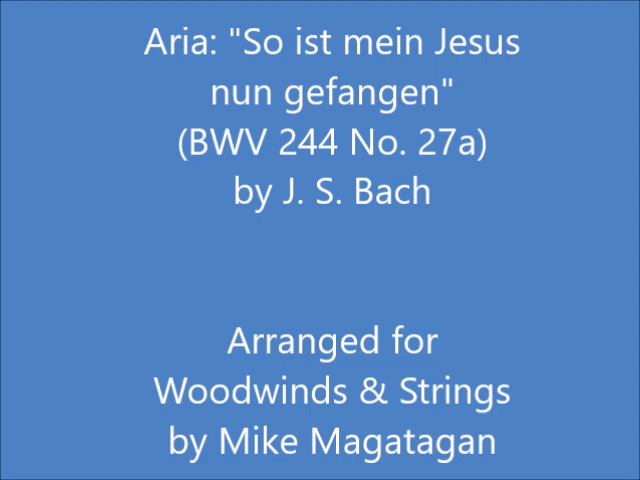 Aria: "So ist mein Jesus
nun gefangen"
(BWV 244 No. 27a)
by J. S. Bach
Arranged for
Woodwinds & Strings
by Mike Magatagan